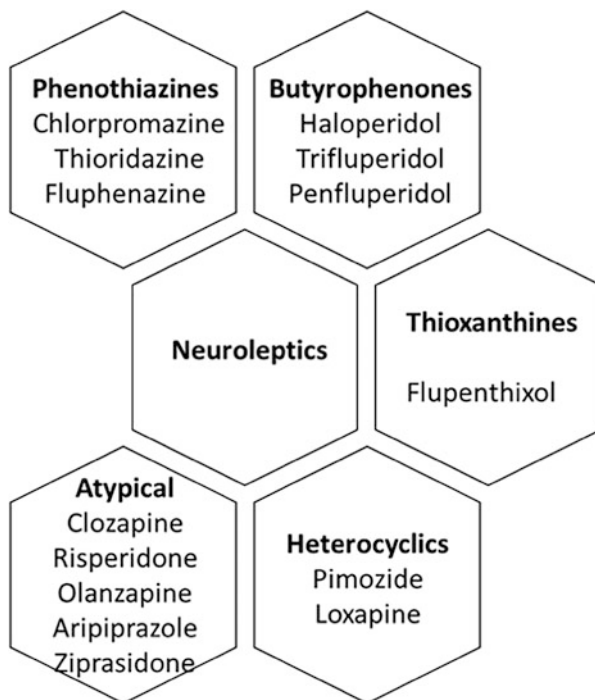 Phenothiazines
Chlorpromazine
Thioridazine
Fluphenazine
Butyrophenones
Haloperidol
Trifluperidol
Penfluperidol
Neuroleptics
Thioxanthines
Flupenthixol
Atypical
Clozapine
Risperidone
Olanzapine
Aripiprazole
Ziprasidone
Heterocyclics
Pimozide
Loxapine